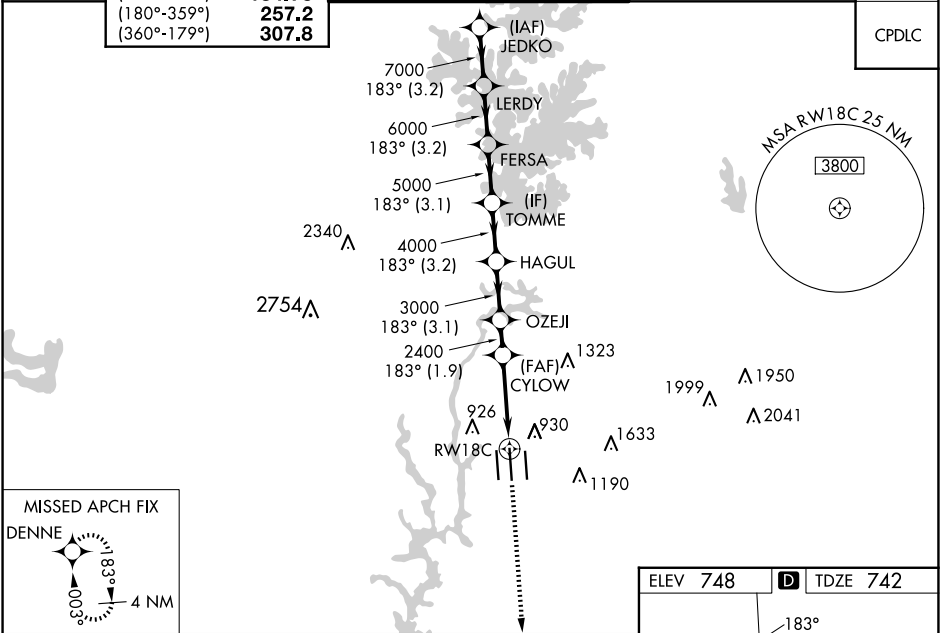 (180°-359°) 257.2
(360°-179°) 307.8
CPDLC
(IAF)
JEDKO
7000
183° (3.2)
LERDY
6000
183° (3.2)
FERSA
5000
183° (3.1)
(IF)
TOMME
4000
183° (3.2)
HAGUL
3000
183° (3.1)
OZEJI
2400
183° (1.9)
(FAF)
CYLOW
RW18C
MSA RW18C 25 NM
3800
2340
2754
1323
1950
1999
2041
926
930
1633
1190
MISSED APCH FIX
DENNE
183°
003°
4 NM
ELEV 748 D TDZE 742
183°